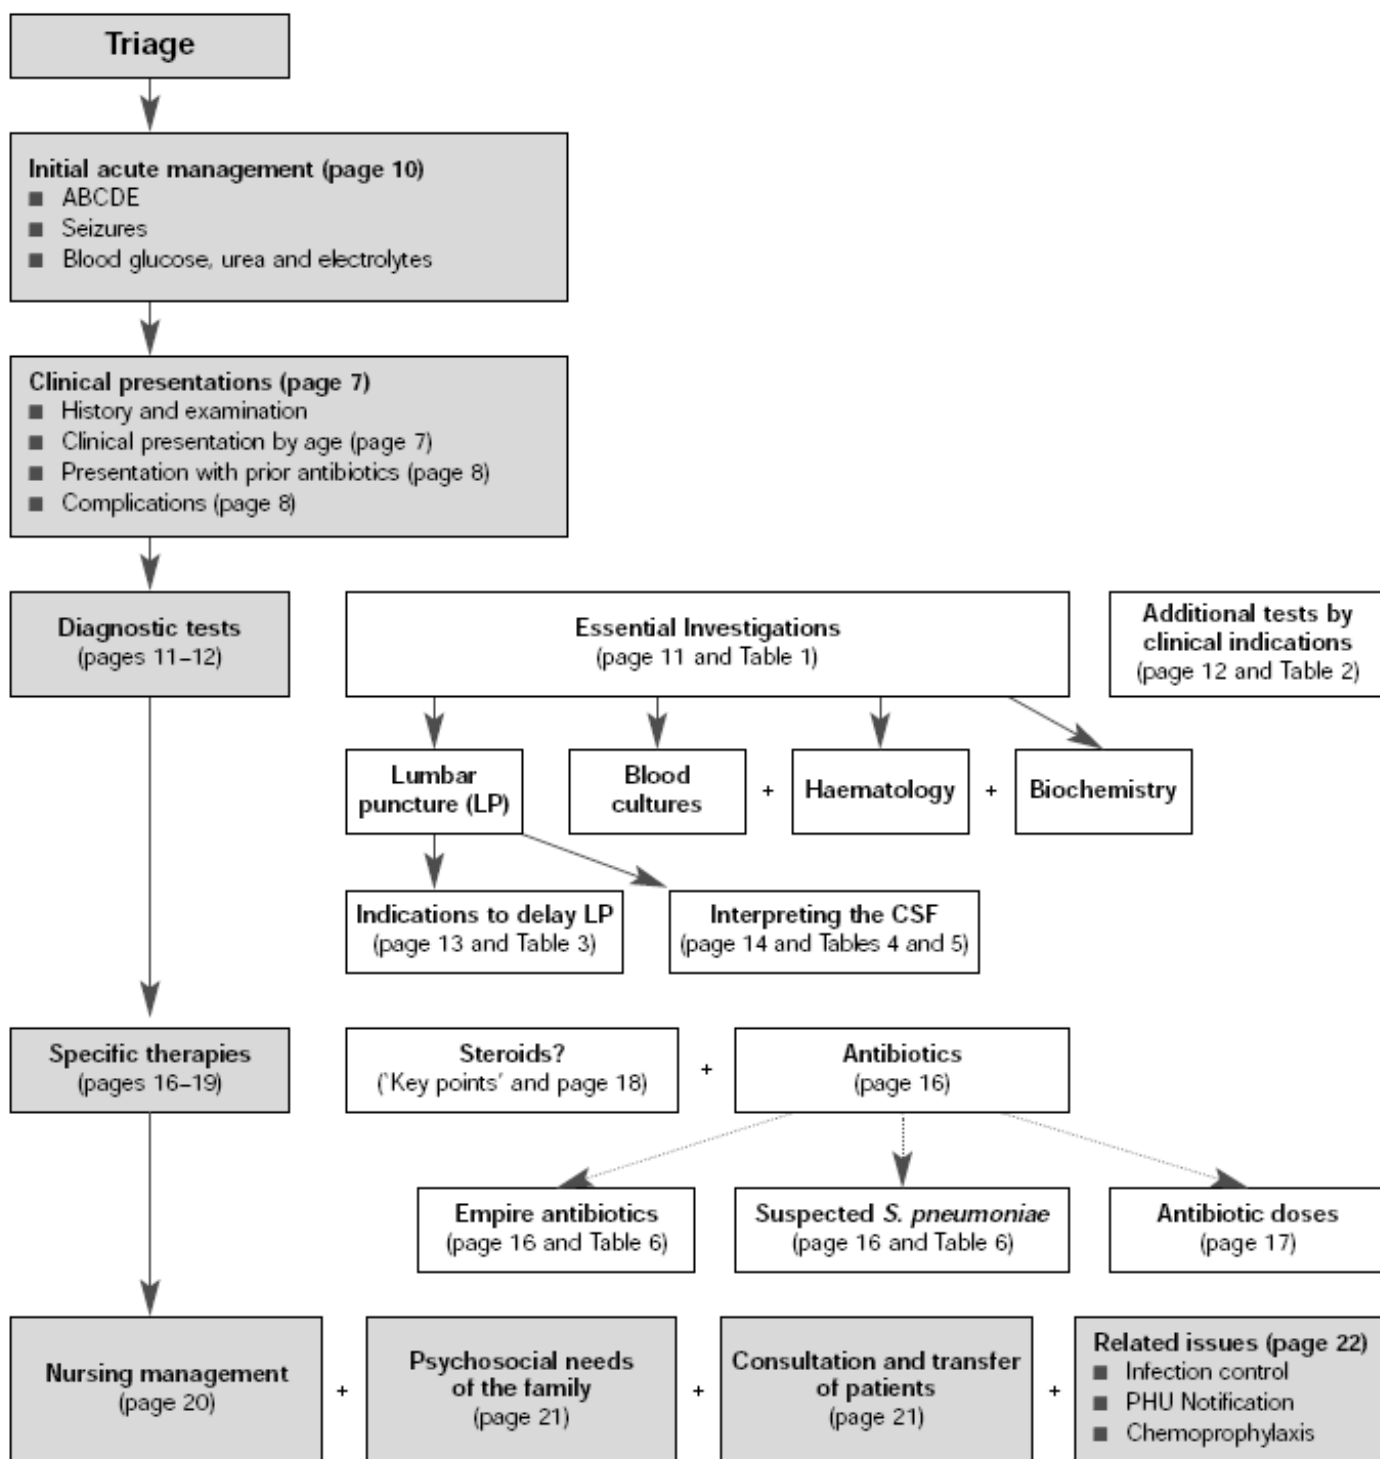 Triage
Initial acute management (page 10)
■ ABCDE
■ Seizures
■ Blood glucose, urea and electrolytes
Clinical presentations (page 7)
■ History and examination
■ Clinical presentation by age (page 7)
■ Presentation with prior antibiotics (page 8)
■ Complications (page 8)
Diagnostic tests
(pages 11–12)
Essential Investigations
(page 11 and Table 1)
Additional tests by
clinical indications
(page 12 and Table 2)
Lumbar
puncture (LP)
Blood
cultures
+
Haematology
+
Biochemistry
Indications to delay LP
(page 13 and Table 3)
Interpreting the CSF
(page 14 and Tables 4 and 5)
Specific therapies
(pages 16–19)
Steroids?
(‘Key points’ and page 18)
+
Antibiotics
(page 16)
Empire antibiotics
(page 16 and Table 6)
Suspected S. pneumoniae
(page 16 and Table 6)
Antibiotic doses
(page 17)
Nursing management
(page 20)
+
Psychosocial needs
of the family
(page 21)
+
Consultation and transfer
of patients
(page 21)
+
Related issues (page 22)
■ Infection control
■ PHU Notification
■ Chemoprophylaxis